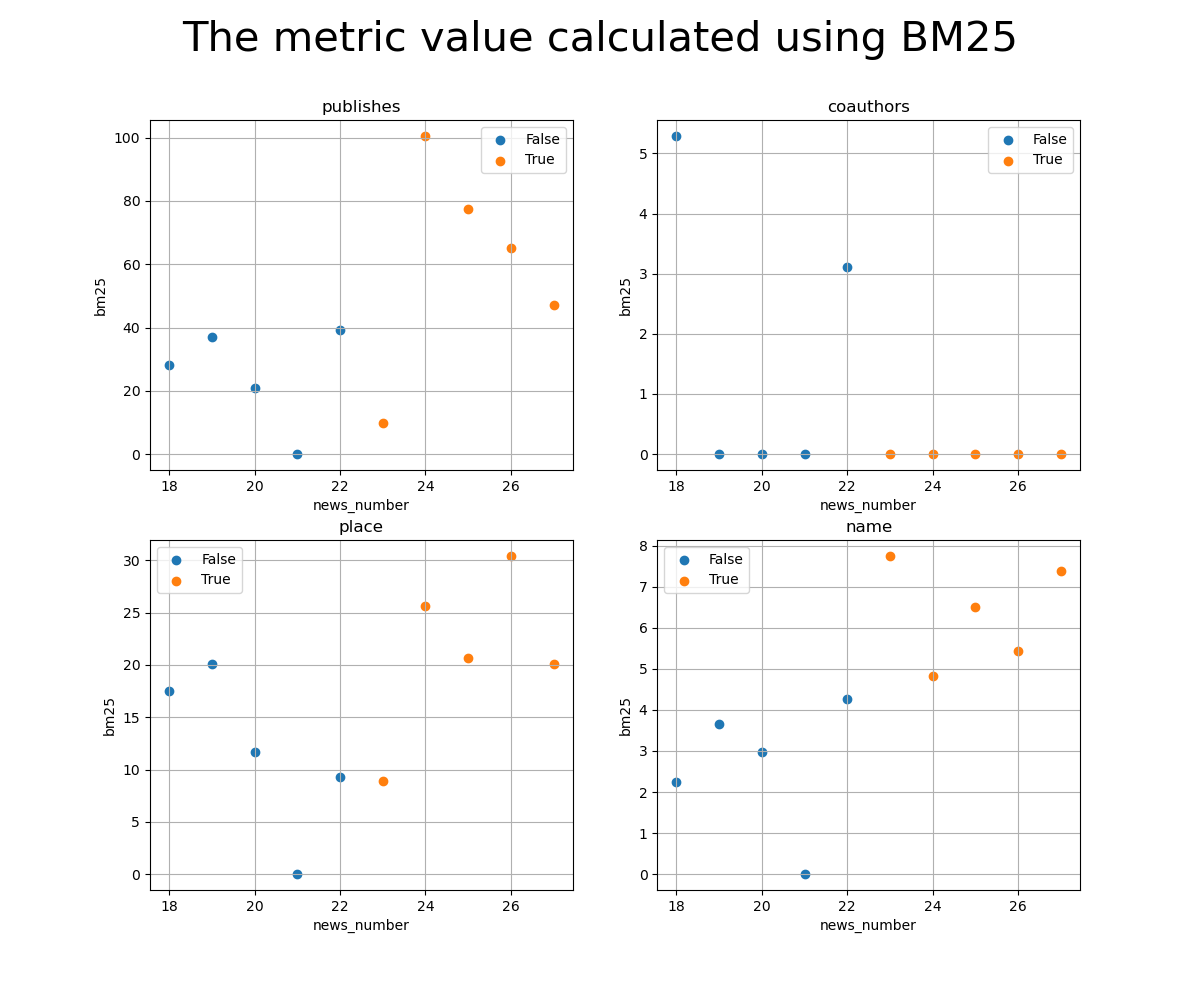 The metric value calculated using BM25
publishes
100
80
60
40
20
0
bm25
18 20 22 24 26
news_number
False
True
coauthors
5
4
3
2
1
0
bm25
18 20 22 24 26
news_number
False
True
place
30
25
20
15
10
5
0
bm25
18 20 22 24 26
news_number
False
True
name
8
7
6
5
4
3
2
1
0
bm25
18 20 22 24 26
news_number
False
True